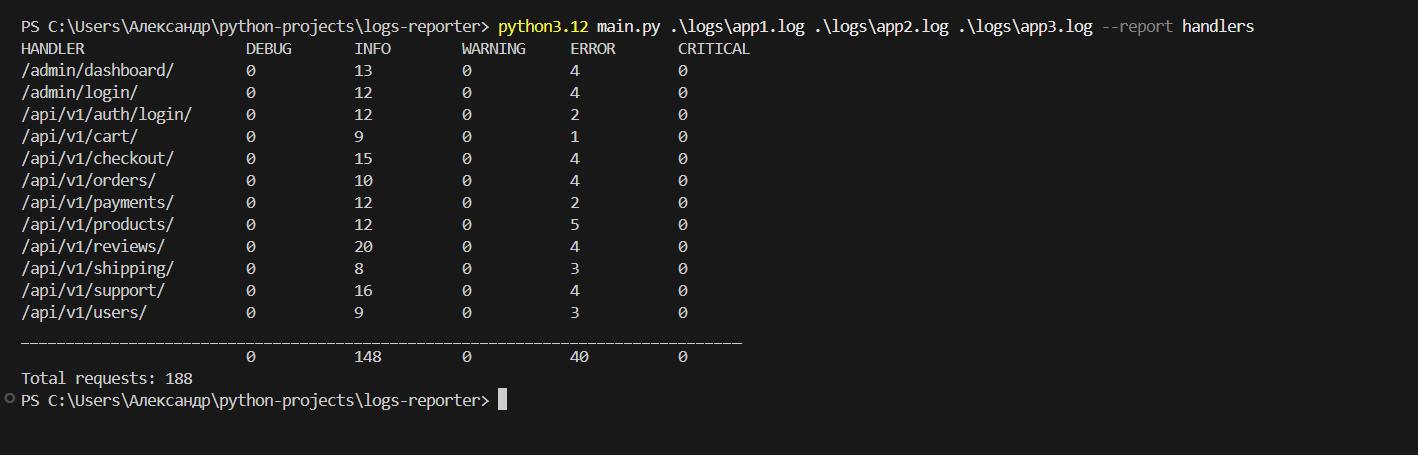 PS C:\Users\Александр\python-projects\logs-reporter> python3.12 main.py .\logs\app1.log .\logs\app2.log .\logs\app3.log --report handlers
HANDLER DEBUG INFO WARNING ERROR CRITICAL
/admin/dashboard/ 0 13 0 4 0
/admin/login/ 0 12 0 4 0
/api/v1/auth/login/ 0 12 0 2 0
/api/v1/cart/ 0 9 0 1 0
/api/v1/checkout/ 0 15 0 4 0
/api/v1/orders/ 0 10 0 4 0
/api/v1/payments/ 0 12 0 2 0
/api/v1/products/ 0 12 0 5 0
/api/v1/reviews/ 0 20 0 4 0
/api/v1/shipping/ 0 8 0 3 0
/api/v1/support/ 0 16 0 4 0
/api/v1/users/ 0 9 0 3 0
________________________________________________________________________________
0 148 0 40 0
Total requests: 188
PS C:\Users\Александр\python-projects\logs-reporter>